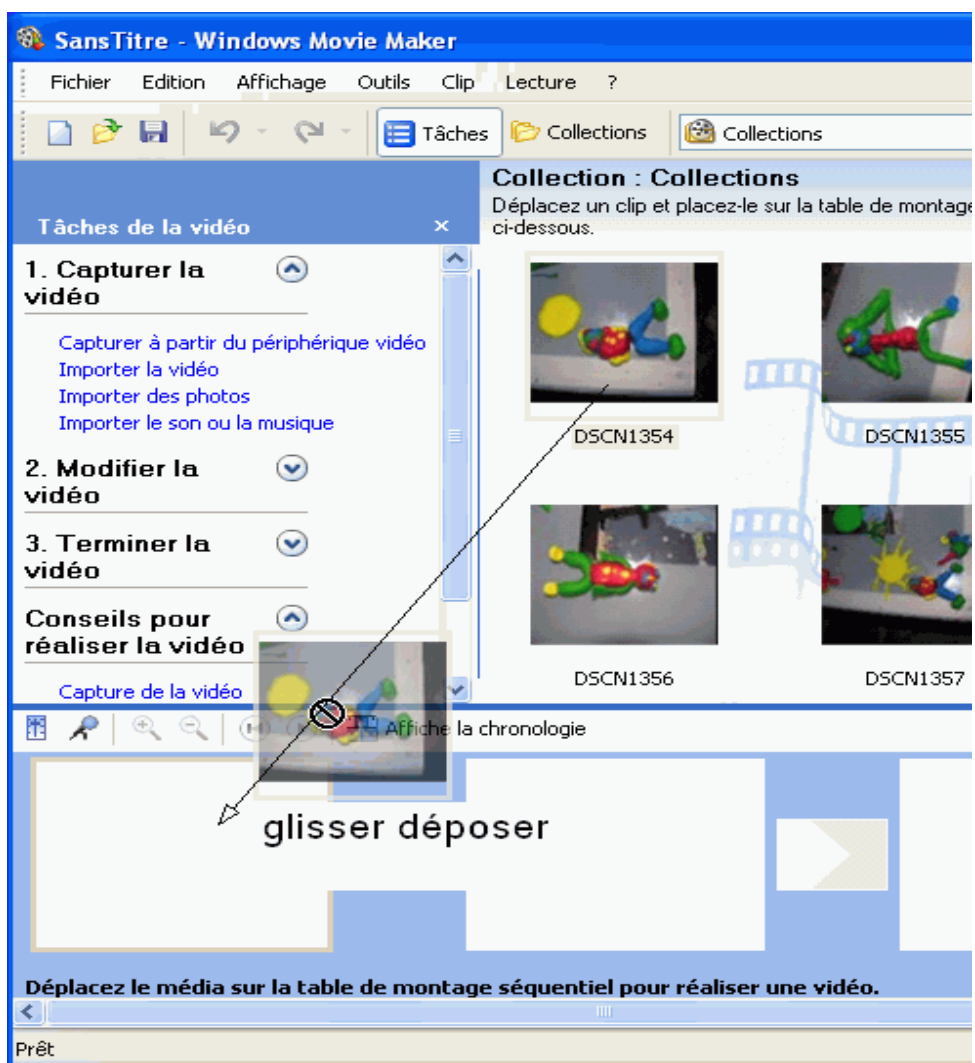 SansTitre - Windows Movie Maker
Fichier Edition Affichage Outils Clip Lecture ?
Tâches Collections Collections
Collection : Collections
Déplacez un clip et placez-le sur la table de montage
ci-dessous.
Tâches de la vidéo
1. Capturer la
vidéo
Capturer à partir du périphérique vidéo
Importer la vidéo
Importer des photos
Importer le son ou la musique
2. Modifier la
vidéo
3. Terminer la
vidéo
Conseils pour
réaliser la vidéo
Capture de la vidéo
DSCN1354
DSCN1355
DSCN1356
DSCN1357
Affiche la chronologie
glisser déposer
Déplacez le média sur la table de montage séquentiel pour réaliser une vidéo.
Prêt